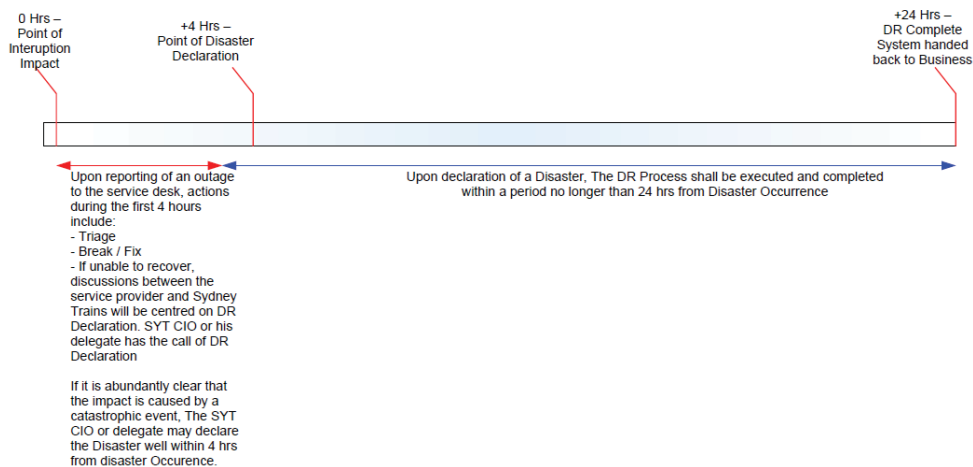 0 Hrs –
Point of
Interuption
Impact
+4 Hrs –
Point of Disaster
Declaration
+24 Hrs –
DR Complete
System handed
back to Business
Upon reporting of an outage
to the service desk, actions
during the first 4 hours
include:
- Triage
- Break / Fix
- If unable to recover,
discussions between the
service provider and Sydney
Trains will be centred on DR
Declaration. SYT CIO or his
delegate has the call of DR
Declaration
If it is abundantly clear that
the impact is caused by a
catastrophic event, The SYT
CIO or delegate may declare
the Disaster well within 4 hrs
from disaster Occurence.
Upon declaration of a Disaster, The DR Process shall be executed and completed
within a period no longer than 24 hrs from Disaster Occurrence